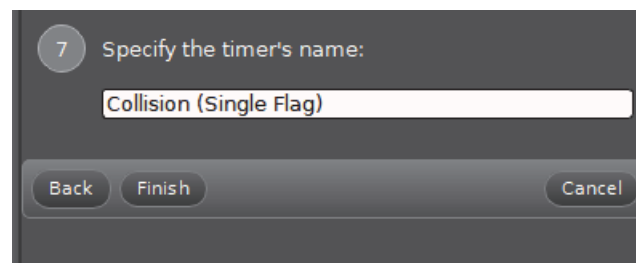 7 Specify the timer's name:
Collision (Single Flag)
Back Finish Cancel